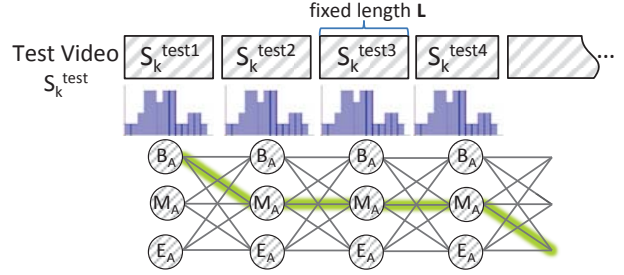 fixed length L
Test Video
S_k^test
S_k^test1 S_k^test2 S_k^test3 S_k^test4 ...
B_A B_A B_A B_A
M_A M_A M_A M_A
E_A E_A E_A E_A